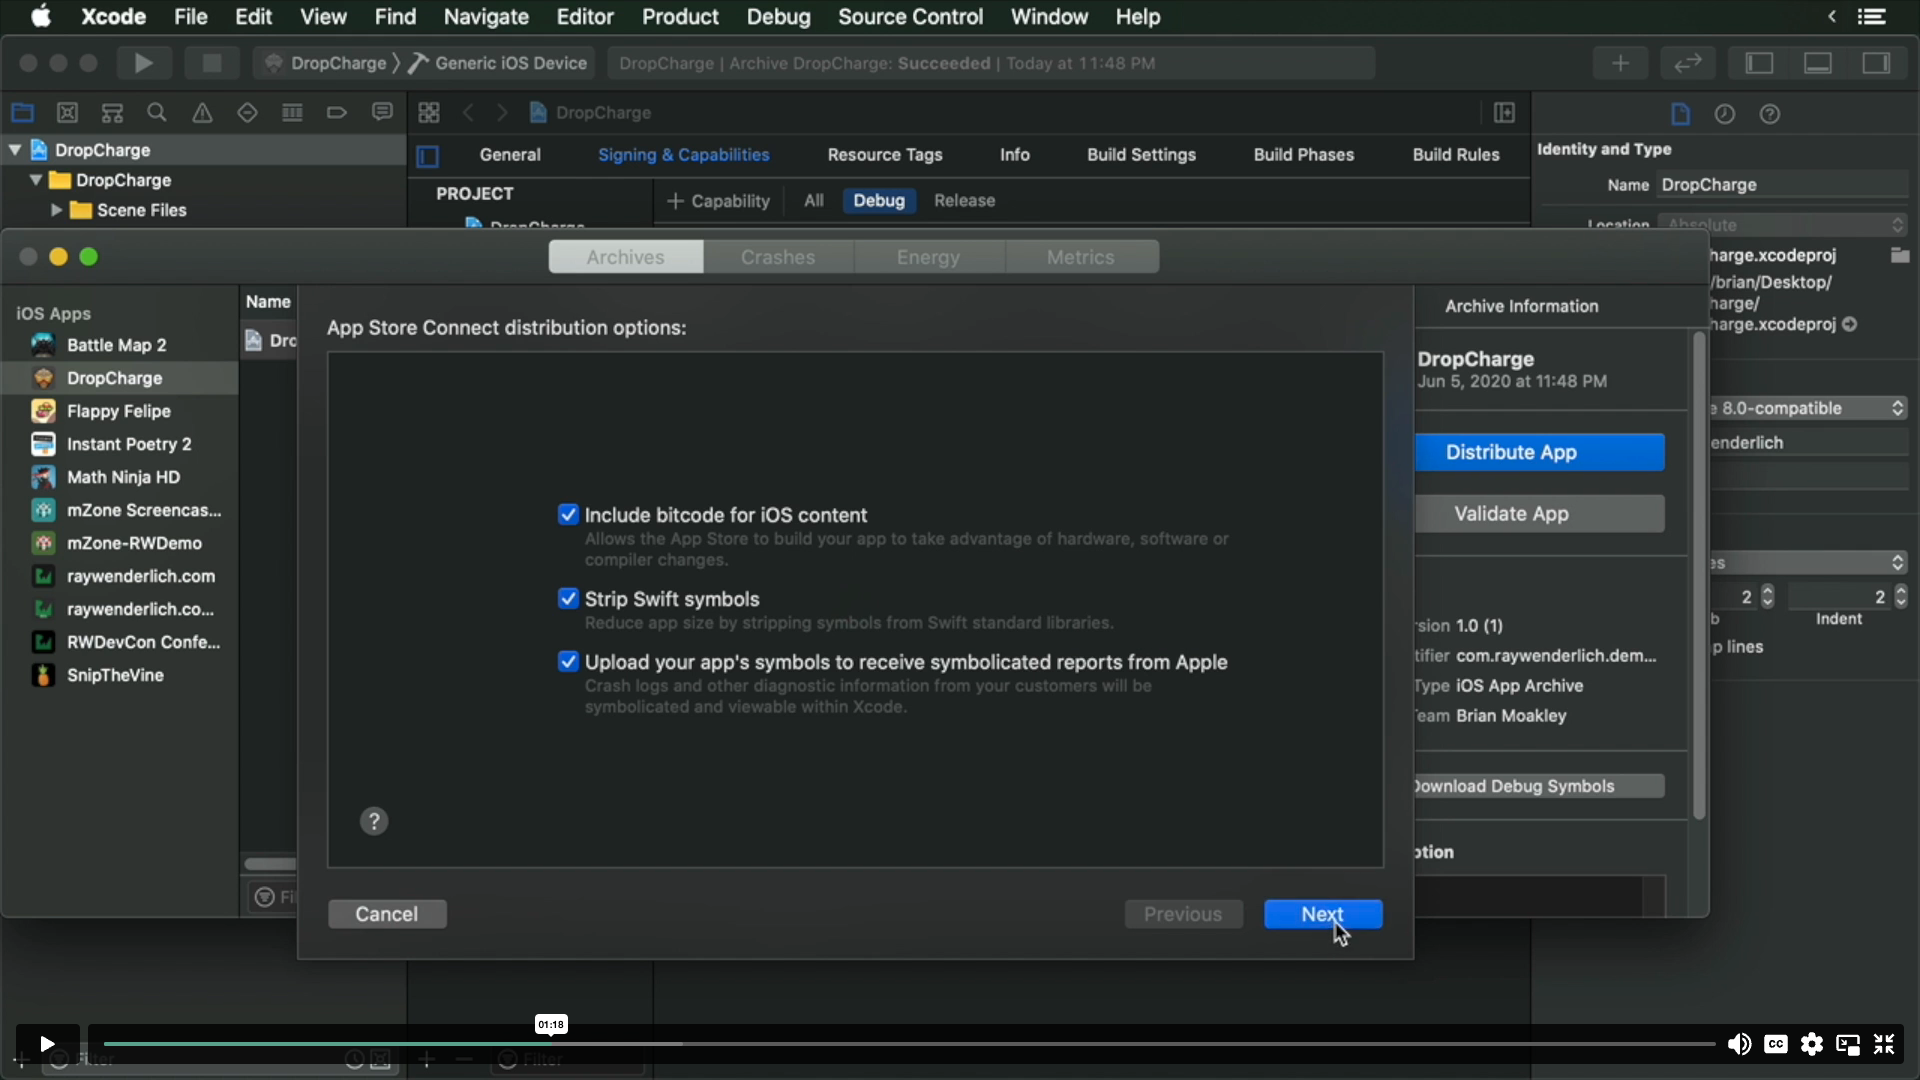 Xcode File Edit View Find Navigate Editor Product Debug Source Control Window Help
DropCharge Generic iOS Device
DropCharge | Archive DropCharge: Succeeded | Today at 11:48 PM
DropCharge
DropCharge
DropCharge
Scene Files
General Signing & Capabilities Resource Tags Info Build Settings Build Phases Build Rules
PROJECT
+ Capability All Debug Release
DropCharge
Identity and Type
Name DropCharge
Location Absolute
harge.xcodeproj
/brian/Desktop/
harge/
harge.xcodeproj
8.0-compatible
enderlich
es
2 2
Indent
p lines
Archives Crashes Energy Metrics
iOS Apps
Battle Map 2
DropCharge
Flappy Felipe
Instant Poetry 2
Math Ninja HD
mZone Screencas...
mZone-RWDemo
raywenderlich.com
raywenderlich.co...
RWDevCon Confe...
SnipTheVine
Name
Dro
App Store Connect distribution options:
Include bitcode for iOS content
Allows the App Store to build your app to take advantage of hardware, software or
compiler changes.
Strip Swift symbols
Reduce app size by stripping symbols from Swift standard libraries.
Upload your app's symbols to receive symbolicated reports from Apple
Crash logs and other diagnostic information from your customers will be
symbolicated and viewable within Xcode.
?
Cancel Previous Next
Archive Information
DropCharge
Jun 5, 2020 at 11:48 PM
Distribute App
Validate App
rsion 1.0 (1)
tifier com.raywenderlich.dem...
Type iOS App Archive
Team Brian Moakley
Download Debug Symbols
ption
01:18
Filter
Filter
CC